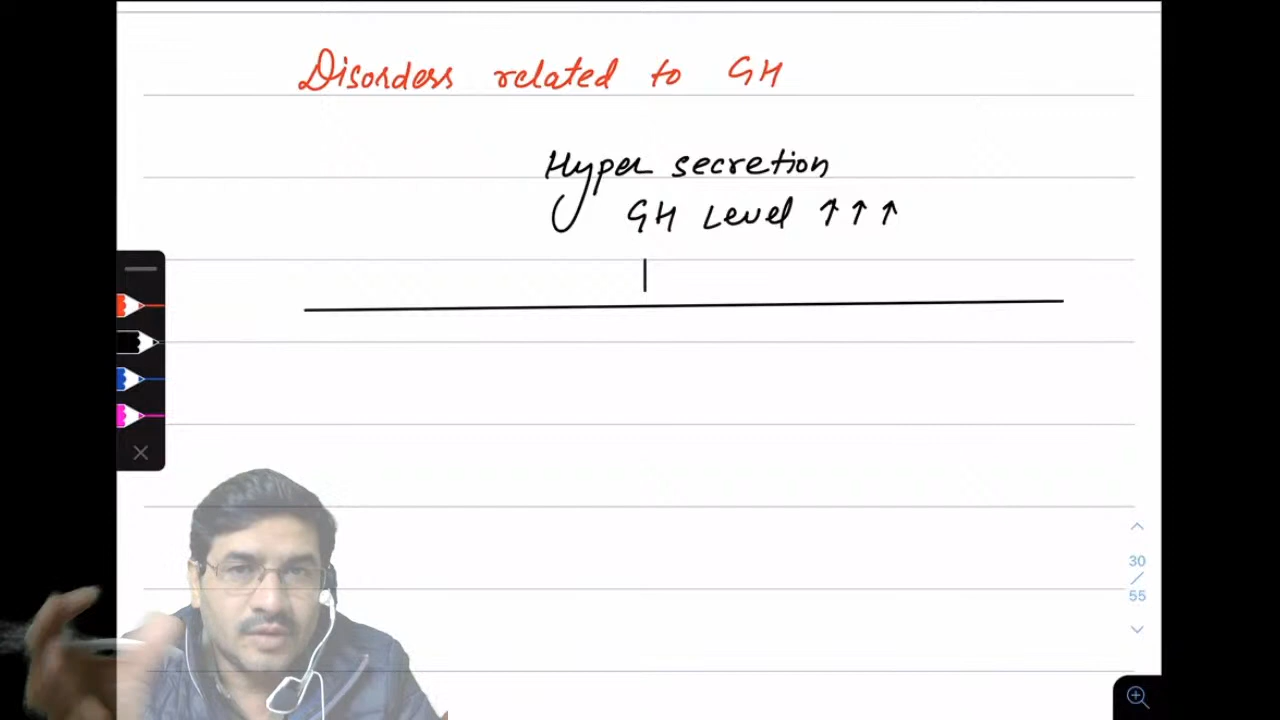 Disorders related to GH
Hyper secretion
GH Level ↑↑↑
30
/
55